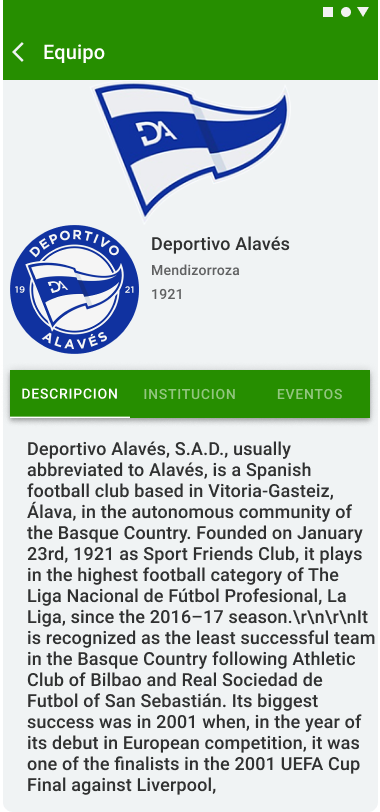 Equipo
DA
DEPORTIVO
19 DA 21
ALAVÉS
Deportivo Alavés
Mendizorroza
1921
DESCRIPCION INSTITUCION EVENTOS
Deportivo Alavés, S.A.D., usually
abbreviated to Alavés, is a Spanish
football club based in Vitoria-Gasteiz,
Álava, in the autonomous community of
the Basque Country. Founded on January
23rd, 1921 as Sport Friends Club, it plays
in the highest football category of The
Liga Nacional de Fútbol Profesional, La
Liga, since the 2016–17 season.\r\n\r\nIt
is recognized as the least successful team
in the Basque Country following Athletic
Club of Bilbao and Real Sociedad de
Futbol of San Sebastián. Its biggest
success was in 2001 when, in the year of
its debut in European competition, it was
one of the finalists in the 2001 UEFA Cup
Final against Liverpool,